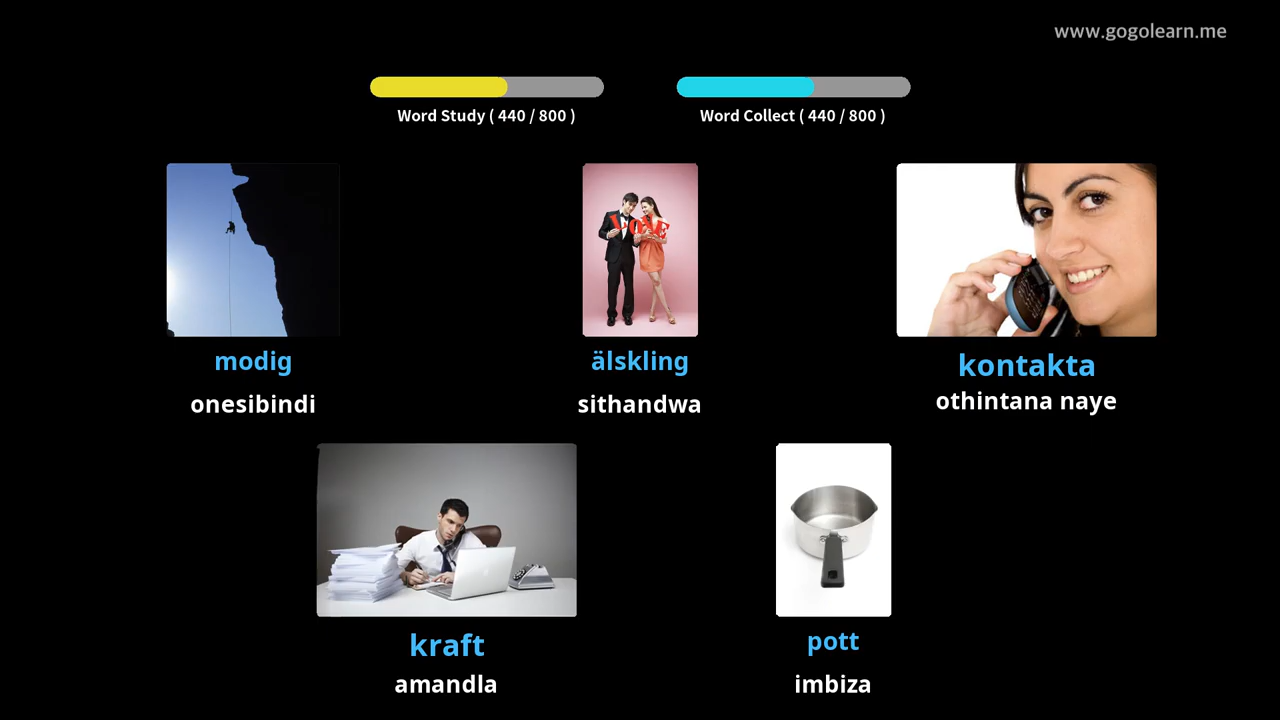 www.gogolearn.me
Word Study ( 440 / 800 )
Word Collect ( 440 / 800 )
LOVE
modig
älskling
kontakta
onesibindi
sithandwa
othintana naye
kraft
pott
amandla
imbiza